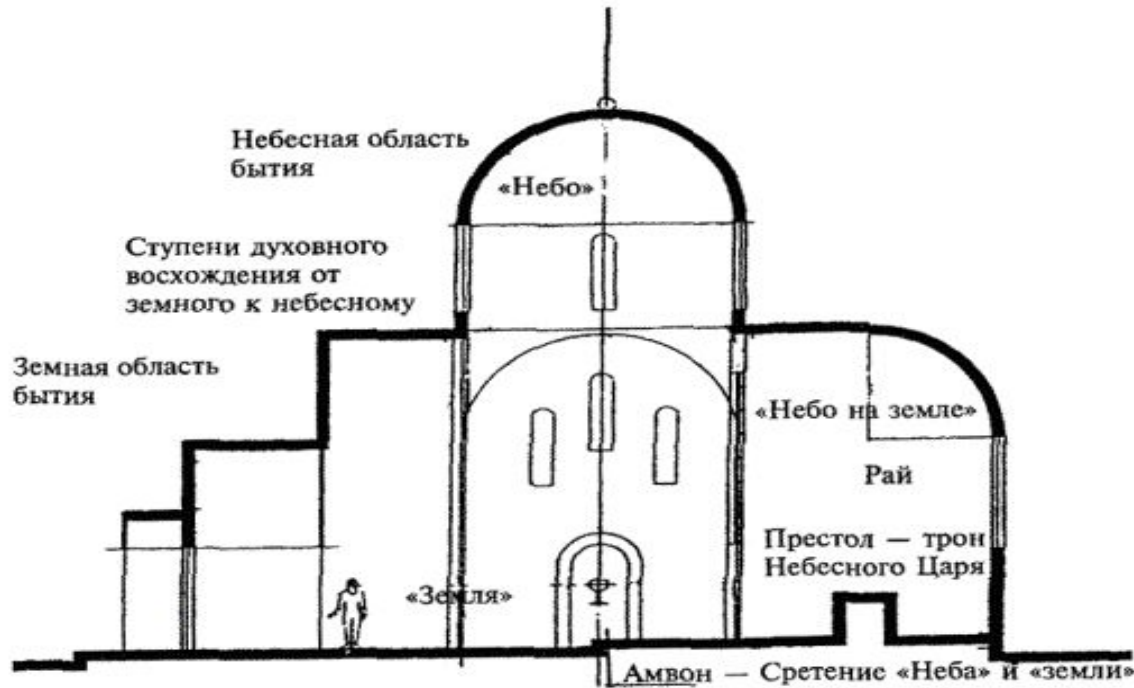 Небесная область
бытия
«Небо»
Ступени духовного
восхождения от
земного к небесному
Земная область
бытия
«Небо на земле»
Рай
Престол — трон
Небесного Царя
«Земля»
Амвон — Сретение «Неба» и «земли»